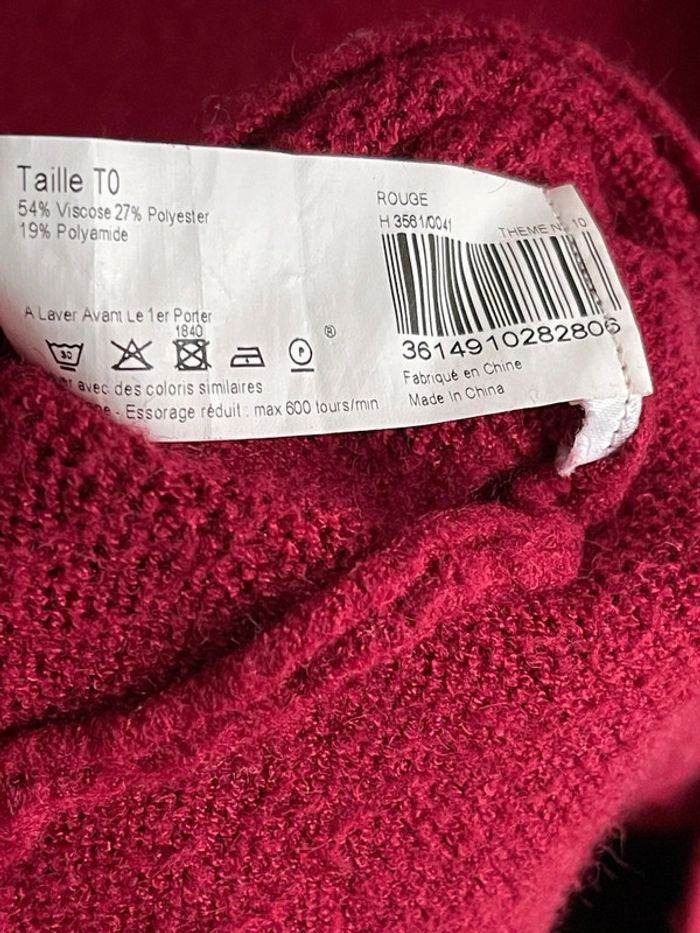 Taille T0
54% Viscose 27% Polyester
19% Polyamide
A Laver Avant Le 1er Porter
1840
30
P
®
avec des coloris similaires
- Essorage réduit : max 600 tours/min
ROUGE
H 3561/0041
THEME N 10
3614910282806
Fabriqué en Chine
Made In China